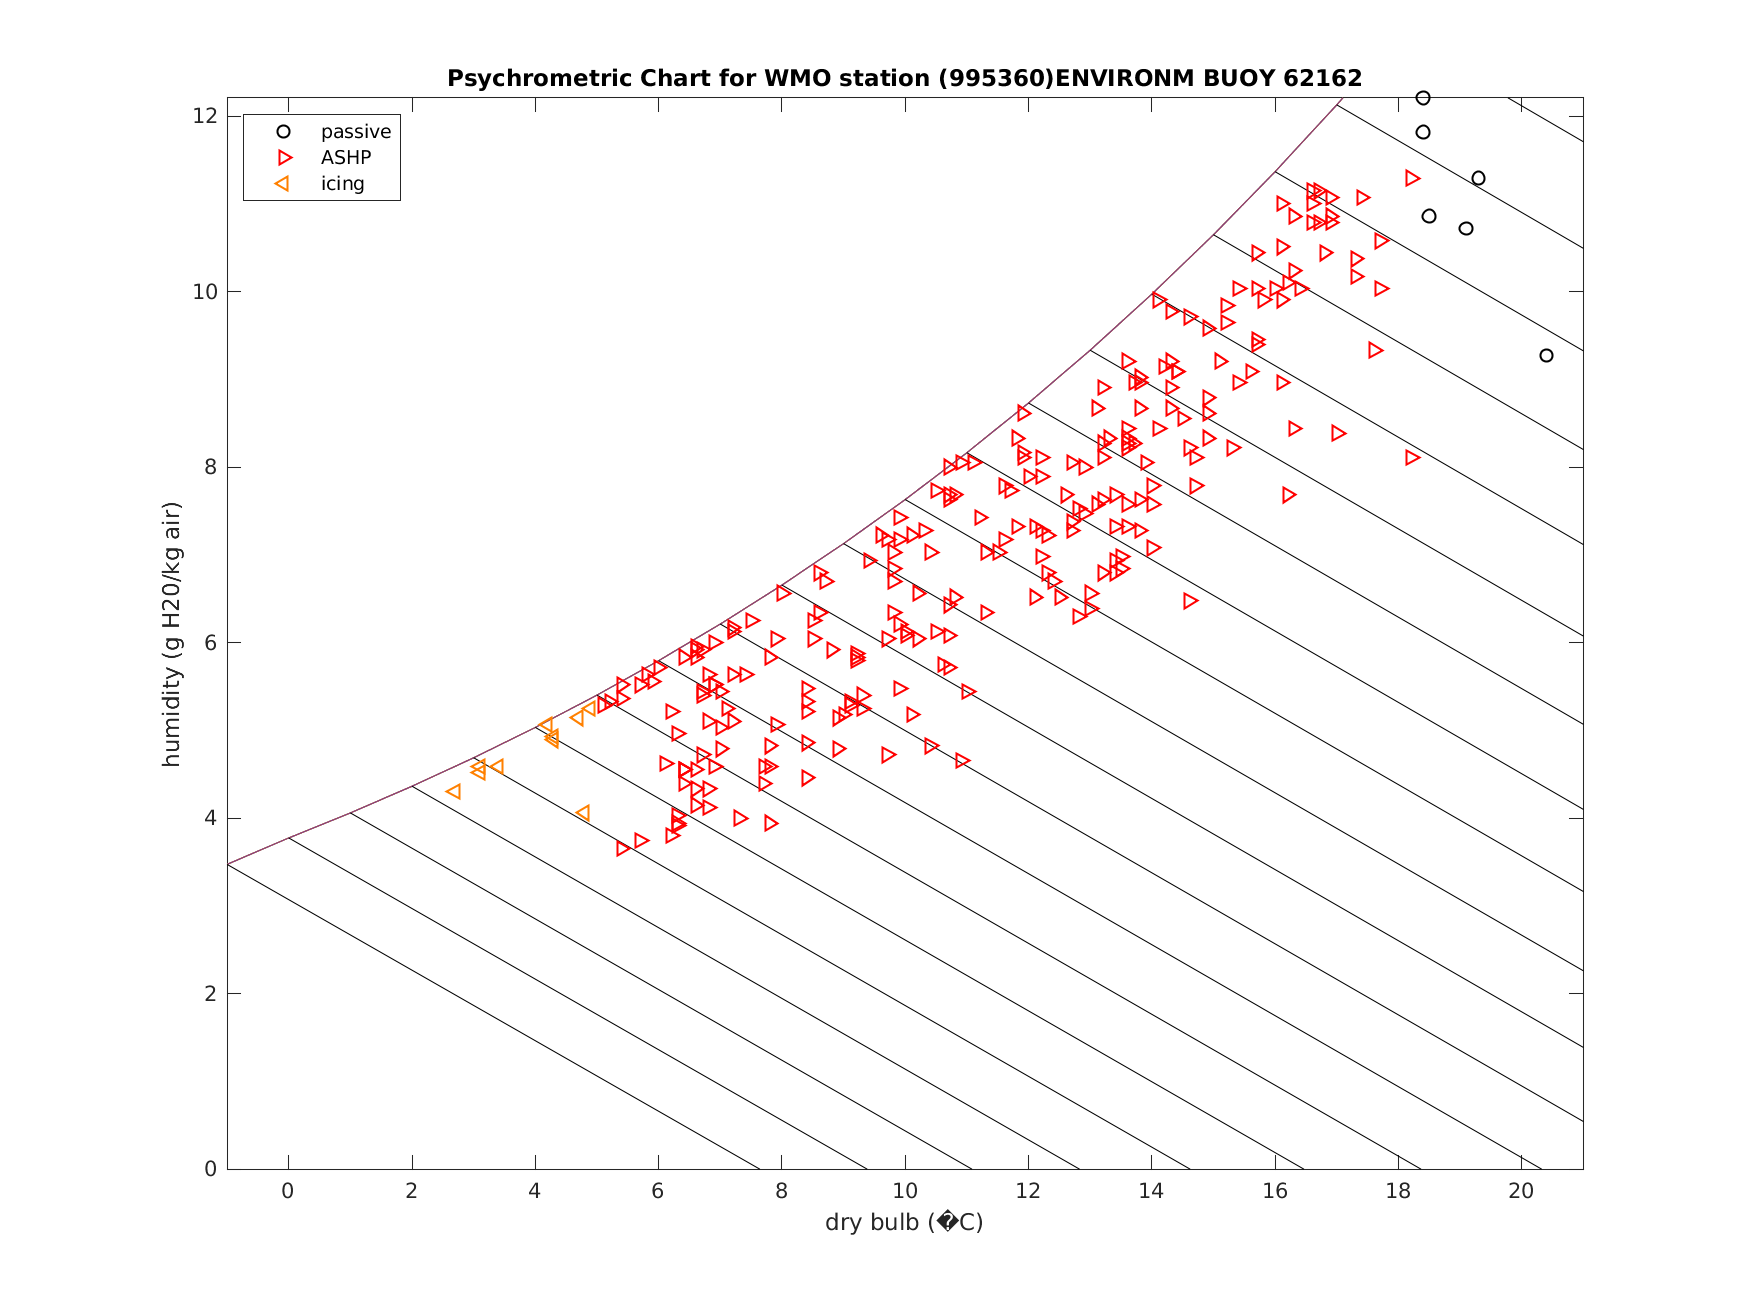 Psychrometric Chart for WMO station (995360)ENVIRONM BUOY 62162
passive
ASHP
icing
12
10
8
6
4
2
0
humidity (g H20/kg air)
0 2 4 6 8 10 12 14 16 18 20
dry bulb (�C)